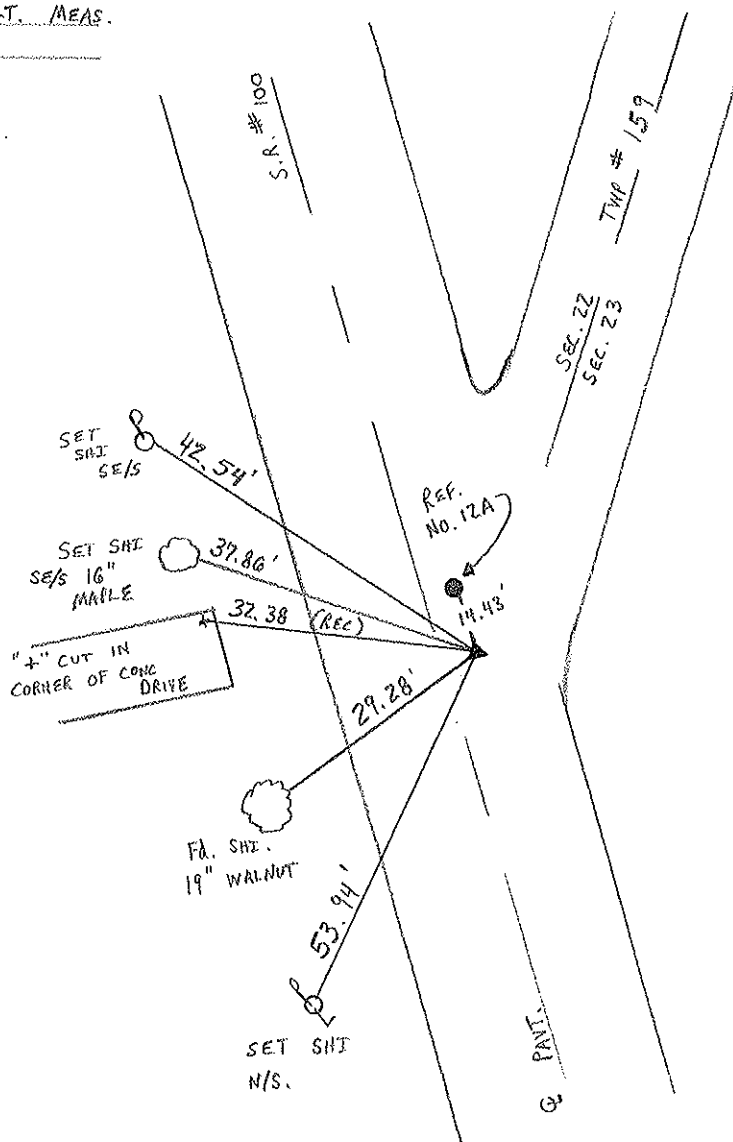 T. MEAS.
S.R. # 100
TWP # 159
SEC. 22
SEC. 23
SET
SHI
SE/S
42.54'
REF.
NO. 12A
SET SHI
SE/S 16"
MAPLE
37.86'
14.43'
32.38 (REC)
"+" CUT IN
CORNER OF CONC
DRIVE
29.28'
Fd. SHI.
19" WALNUT
53.94'
SET SHI
N/S.
℄ PAVT.